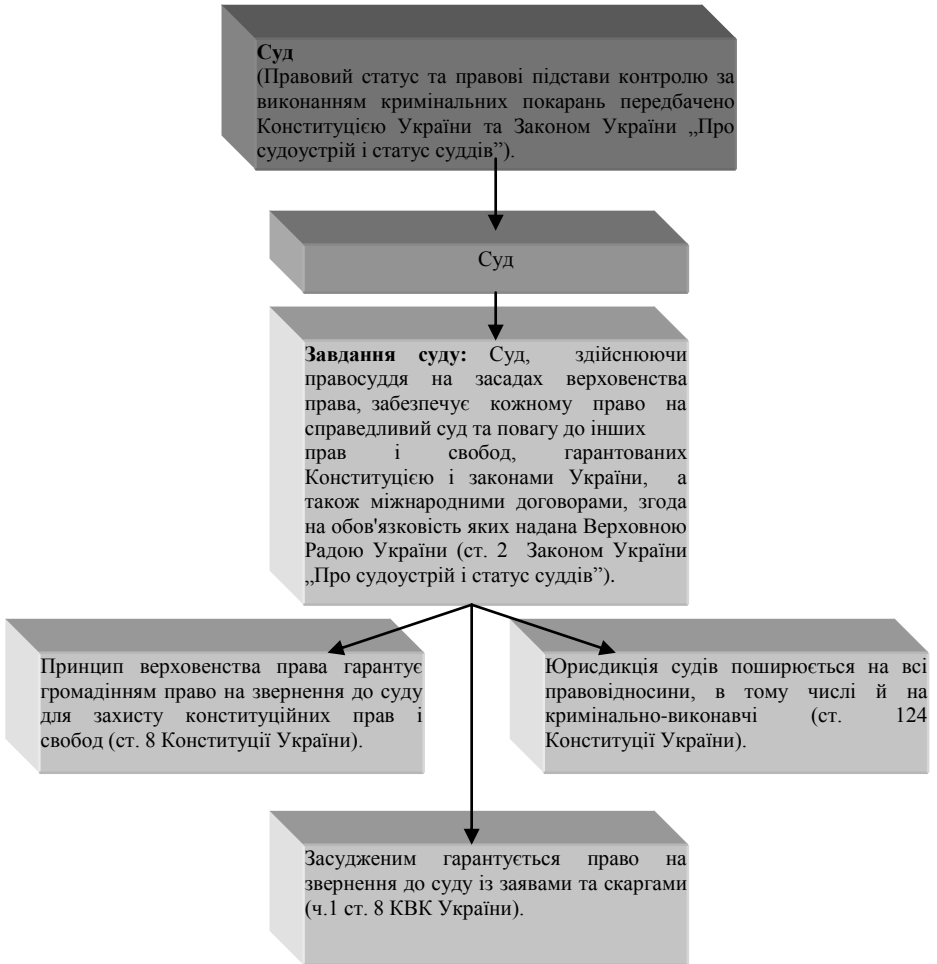 Суд
(Правовий статус та правові підстави контролю за
виконанням кримінальних покарань передбачено
Конституцією України та Законом України „Про
судоустрій і статус суддів”).
Суд
Завдання суду: Суд, здійснюючи
правосуддя на засадах верховенства
права, забезпечує кожному право на
справедливий суд та повагу до інших
прав і свобод, гарантованих
Конституцією і законами України, а
також міжнародними договорами, згода
на обов'язковість яких надана Верховною
Радою України (ст. 2 Законом України
„Про судоустрій і статус суддів”).
Принцип верховенства права гарантує
громадінням право на звернення до суду
для захисту конституційних прав і
свобод (ст. 8 Конституції України).
Юрисдикція судів поширюється на всі
правовідносини, в тому числі й на
кримінально-виконавчі (ст. 124
Конституції України).
Засудженим гарантується право на
звернення до суду із заявами та скаргами
(ч.1 ст. 8 КВК України).